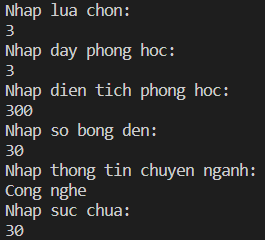 Nhap lua chon:
3
Nhap day phong hoc:
3
Nhap dien tich phong hoc:
300
Nhap so bong den:
30
Nhap thong tin chuyen nganh:
Cong nghe
Nhap suc chua:
30